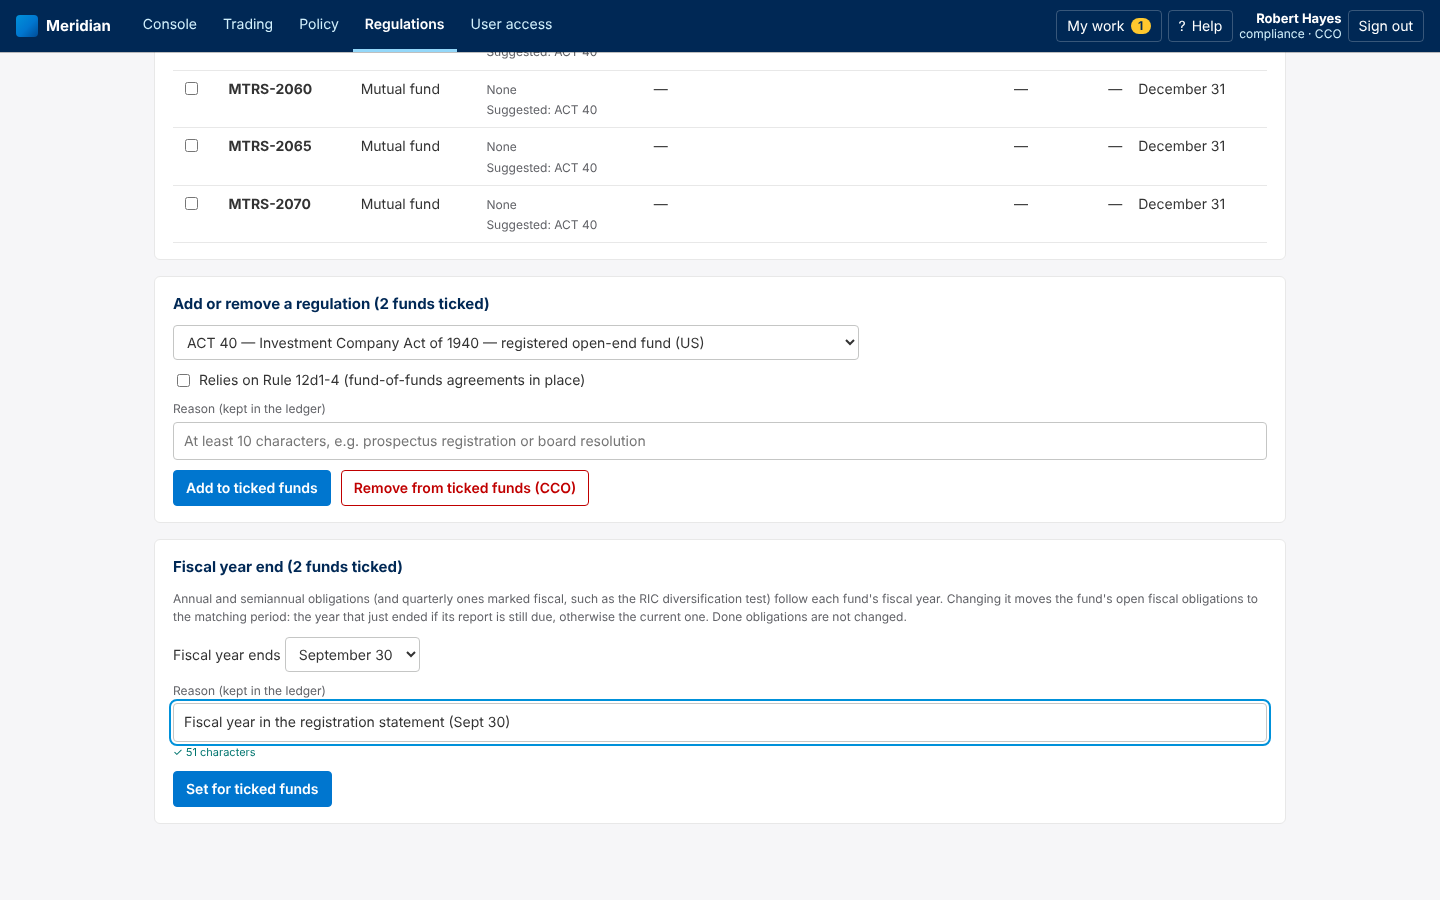 Meridian
Console Trading Policy Regulations User access
My work 1
? Help
Robert Hayes
compliance · CCO
Sign out
Suggested: ACT 40
MTRS-2060 Mutual fund None — — — December 31
Suggested: ACT 40
MTRS-2065 Mutual fund None — — — December 31
Suggested: ACT 40
MTRS-2070 Mutual fund None — — — December 31
Suggested: ACT 40
Add or remove a regulation (2 funds ticked)
ACT 40 — Investment Company Act of 1940 — registered open-end fund (US)
Relies on Rule 12d1-4 (fund-of-funds agreements in place)
Reason (kept in the ledger)
At least 10 characters, e.g. prospectus registration or board resolution
Add to ticked funds Remove from ticked funds (CCO)
Fiscal year end (2 funds ticked)
Annual and semiannual obligations (and quarterly ones marked fiscal, such as the RIC diversification test) follow each fund's fiscal year. Changing it moves the fund's open fiscal obligations to
the matching period: the year that just ended if its report is still due, otherwise the current one. Done obligations are not changed.
Fiscal year ends September 30
Reason (kept in the ledger)
Fiscal year in the registration statement (Sept 30)
✓ 51 characters
Set for ticked funds